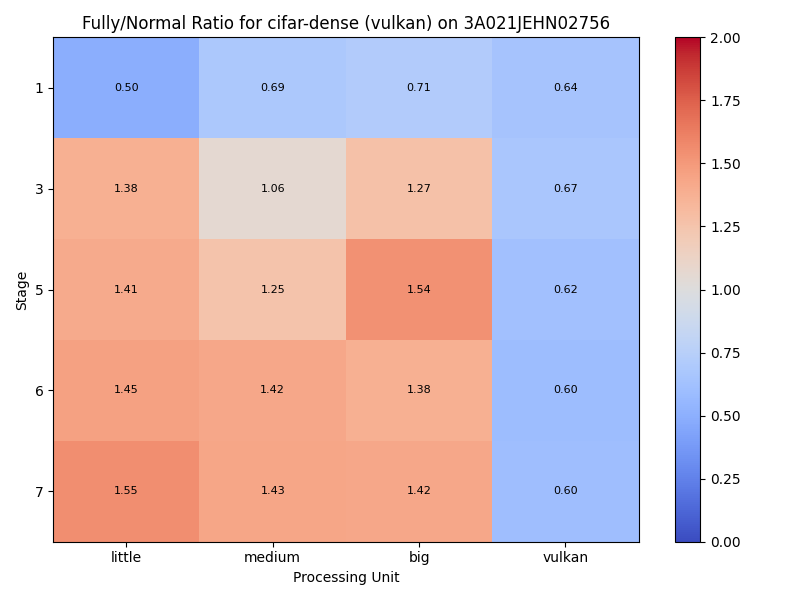 Fully/Normal Ratio for cifar-dense (vulkan) on 3A021JEHN02756
2.00
1 0.50 0.69 0.71 0.64
1.75
3 1.38 1.06 1.27 0.67
1.50
1.25
Stage
5 1.41 1.25 1.54 0.62
1.00
0.75
6 1.45 1.42 1.38 0.60
0.50
7 1.55 1.43 1.42 0.60
0.25
0.00
little medium big vulkan
Processing Unit